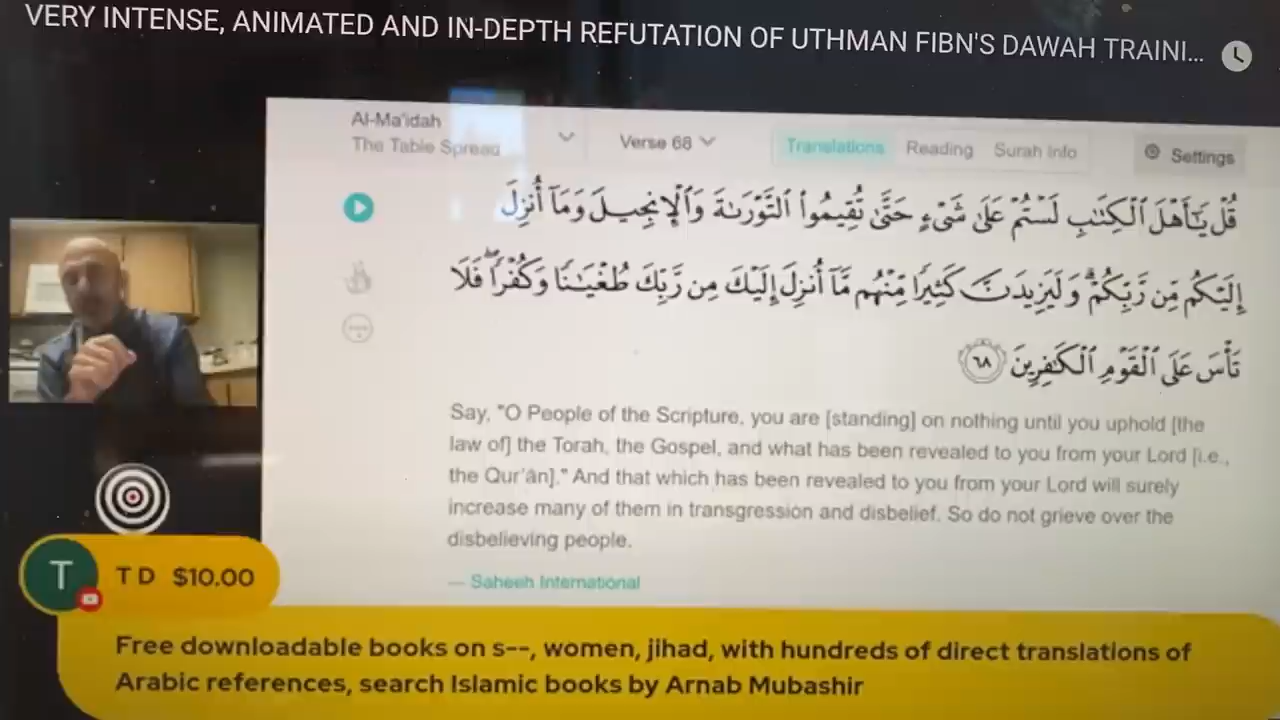 VERY INTENSE, ANIMATED AND IN-DEPTH REFUTATION OF UTHMAN FIBN'S DAWAH TRAINI...
Al-Ma'idah
The Table Spread
Verse 68
Translations
Reading
Surah Info
Settings
قُلْ يَـٰٓأَهْلَ ٱلْكِتَـٰبِ لَسْتُمْ عَلَىٰ شَىْءٍ حَتَّىٰ تُقِيمُوا۟ ٱلتَّوْرَىٰةَ وَٱلْإِنجِيلَ وَمَآ أُنزِلَ
إِلَيْكُم مِّن رَّبِّكُمْ ۗ وَلَيَزِيدَنَّ كَثِيرًا مِّنْهُم مَّآ أُنزِلَ إِلَيْكَ مِن رَّبِّكَ طُغْيَـٰنًا وَكُفْرًا ۖ فَلَا
تَأْسَ عَلَى ٱلْقَوْمِ ٱلْكَـٰفِرِينَ ٦٨
Say, "O People of the Scripture, you are [standing] on nothing until you uphold [the
law of] the Torah, the Gospel, and what has been revealed to you from your Lord [i.e.,
the Qur'ān]." And that which has been revealed to you from your Lord will surely
increase many of them in transgression and disbelief. So do not grieve over the
disbelieving people.
— Saheeh International
T
T D $10.00
Free downloadable books on s--, women, jihad, with hundreds of direct translations of
Arabic references, search Islamic books by Arnab Mubashir